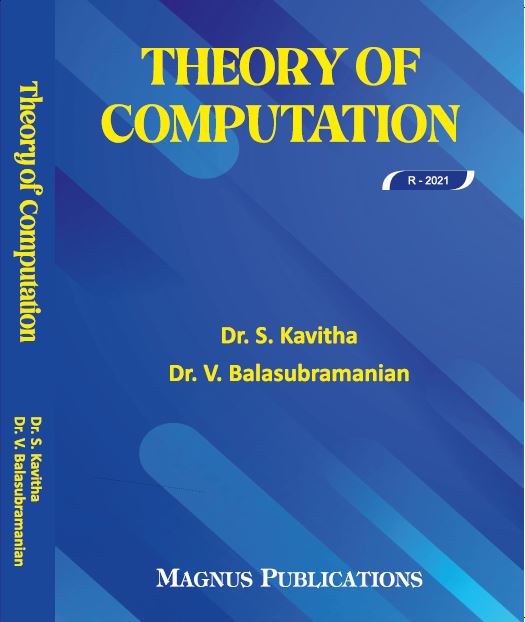 THEORY OF
COMPUTATION
R - 2021
Dr. S. Kavitha
Dr. V. Balasubramanian
MAGNUS PUBLICATIONS
Theory of Computation
Dr. S. Kavitha
Dr. V. Balasubramanian